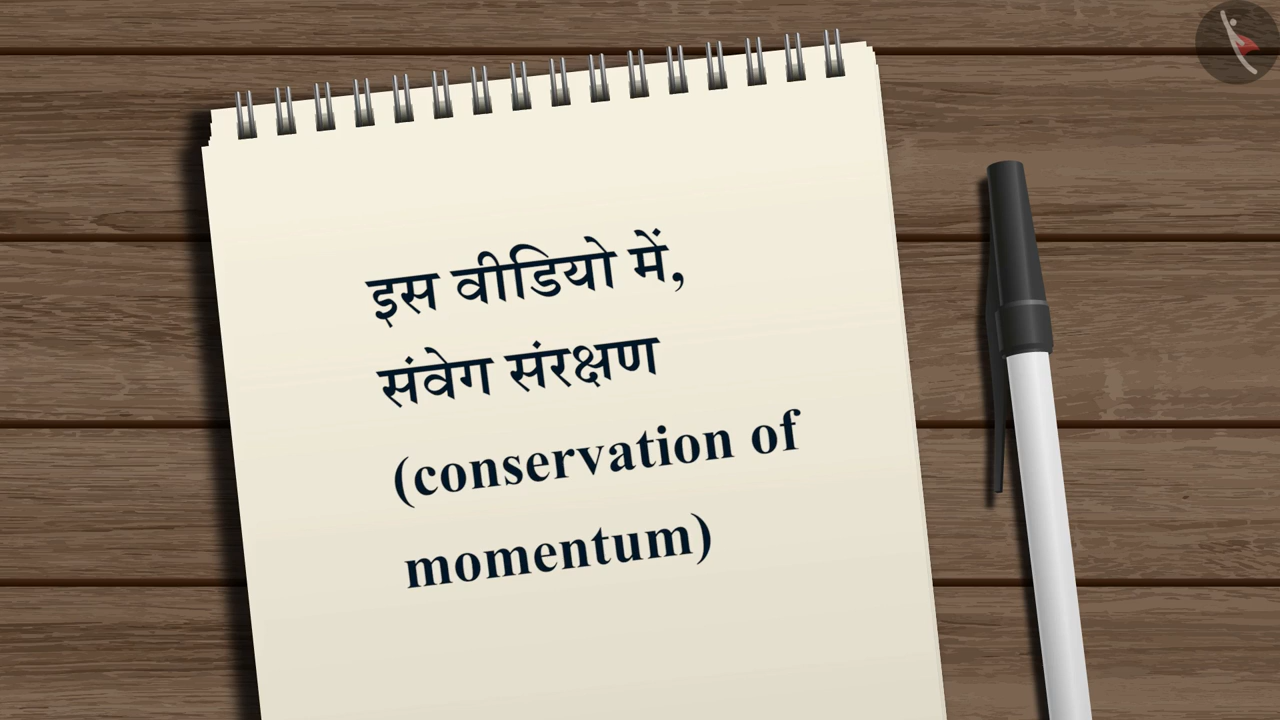 इस वीडियो में,
संवेग संरक्षण
(conservation of
momentum)